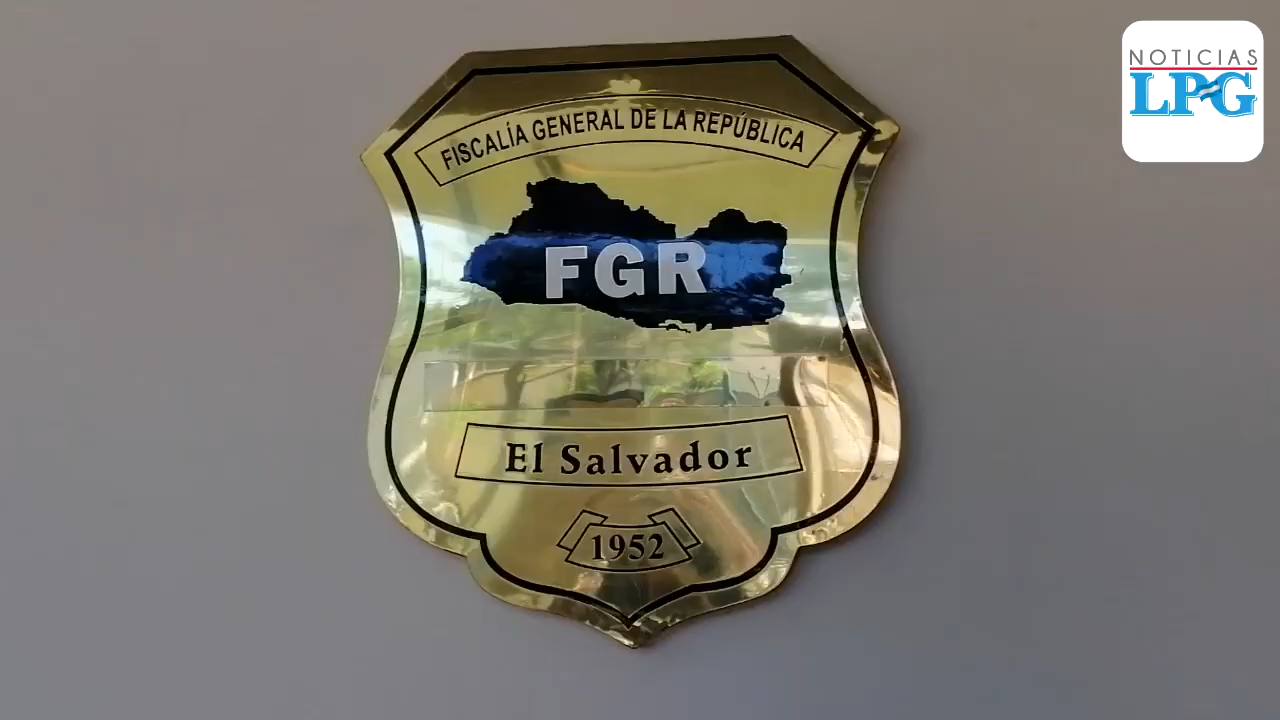 NOTICIAS
LPG
FISCALÍA GENERAL DE LA REPÚBLICA
FGR
El Salvador
1952